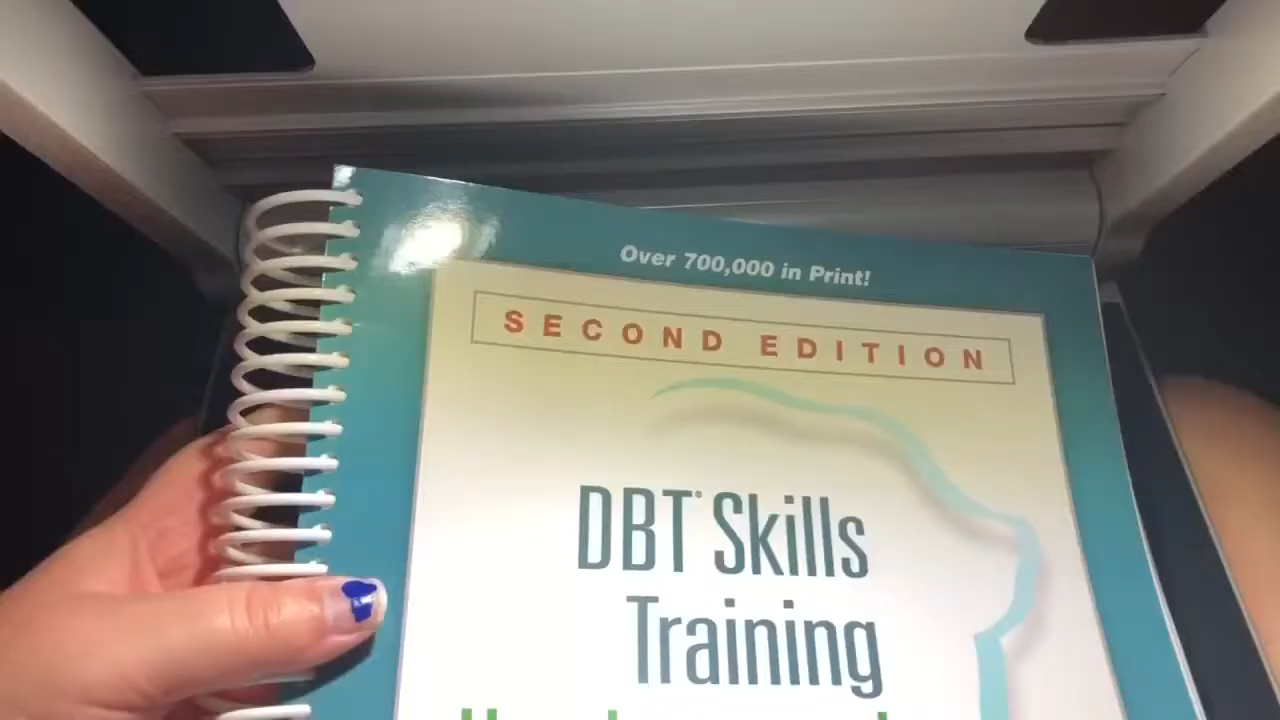 Over 700,000 in Print!
SECOND EDITION
DBT® Skills
Training